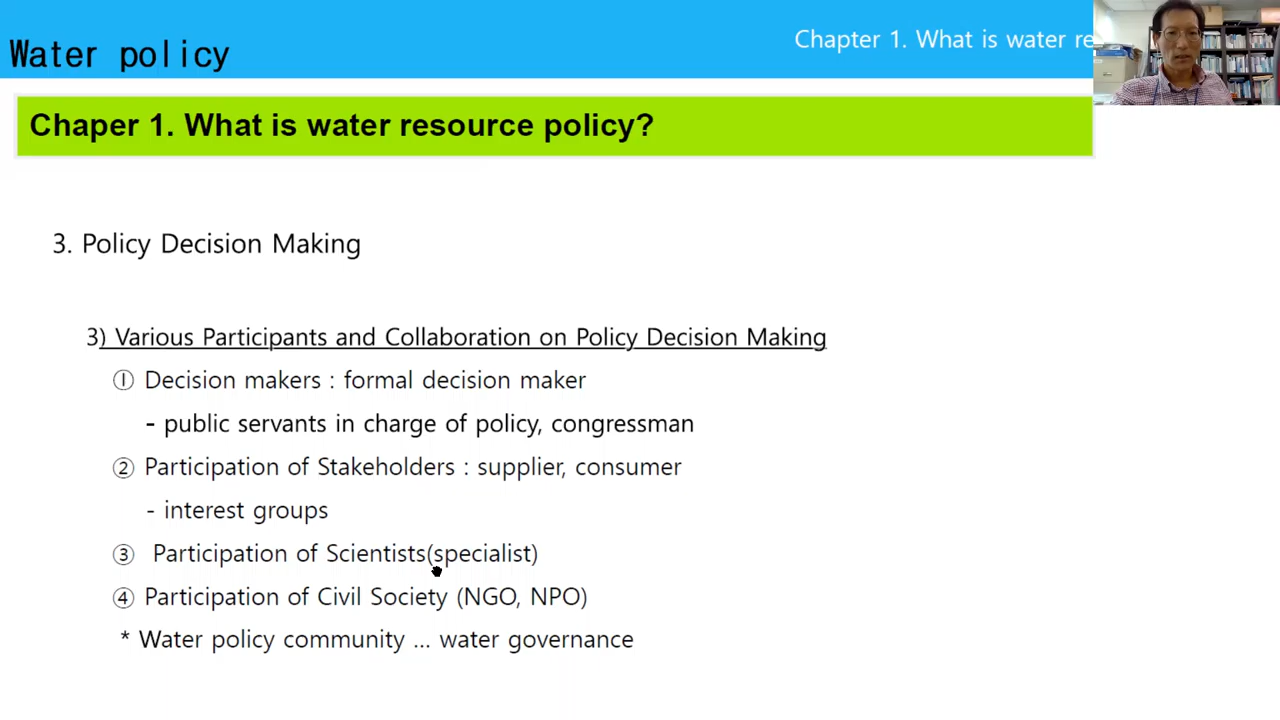 Water policy
Chapter 1. What is water re
Chaper 1. What is water resource policy?
3. Policy Decision Making
3) Various Participants and Collaboration on Policy Decision Making
① Decision makers : formal decision maker
- public servants in charge of policy, congressman
② Participation of Stakeholders : supplier, consumer
- interest groups
③ Participation of Scientists(specialist)
④ Participation of Civil Society (NGO, NPO)
* Water policy community ... water governance